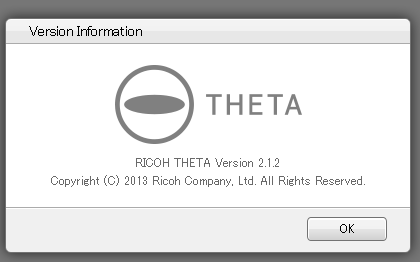 Version Information
THETA
RICOH THETA Version 2.1.2
Copyright (C) 2013 Ricoh Company, Ltd. All Rights Reserved.
OK